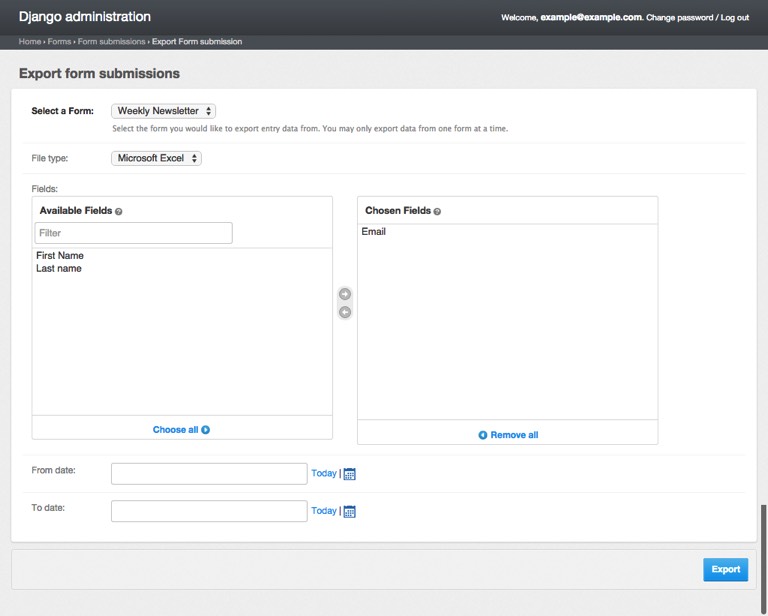 Django administration
Welcome, example@example.com. Change password / Log out
Home › Forms › Form submissions › Export Form submission
Export form submissions
Select a Form: Weekly Newsletter
Select the form you would like to export entry data from. You may only export data from one form at a time.
File type: Microsoft Excel
Fields:
Available Fields ?
Filter
First Name
Last name
Choose all
Chosen Fields ?
Email
Remove all
From date: Today |
To date: Today |
Export